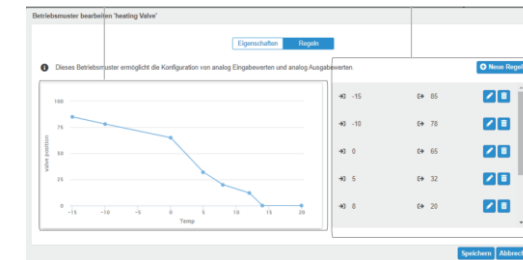 Betriebsmuster bearbeiten 'heating Valve'
Eigenschaften Regeln
Dieses Betriebsmuster ermöglicht die Konfiguration von analog Eingabewerten und analog Ausgabewerten.
Neue Regel
100
75
50
25
0
valve position
-15 -10 -5 0 5 10 15 20
Temp
-15 85
-10 78
0 65
5 32
8 20
Speichern Abbrech